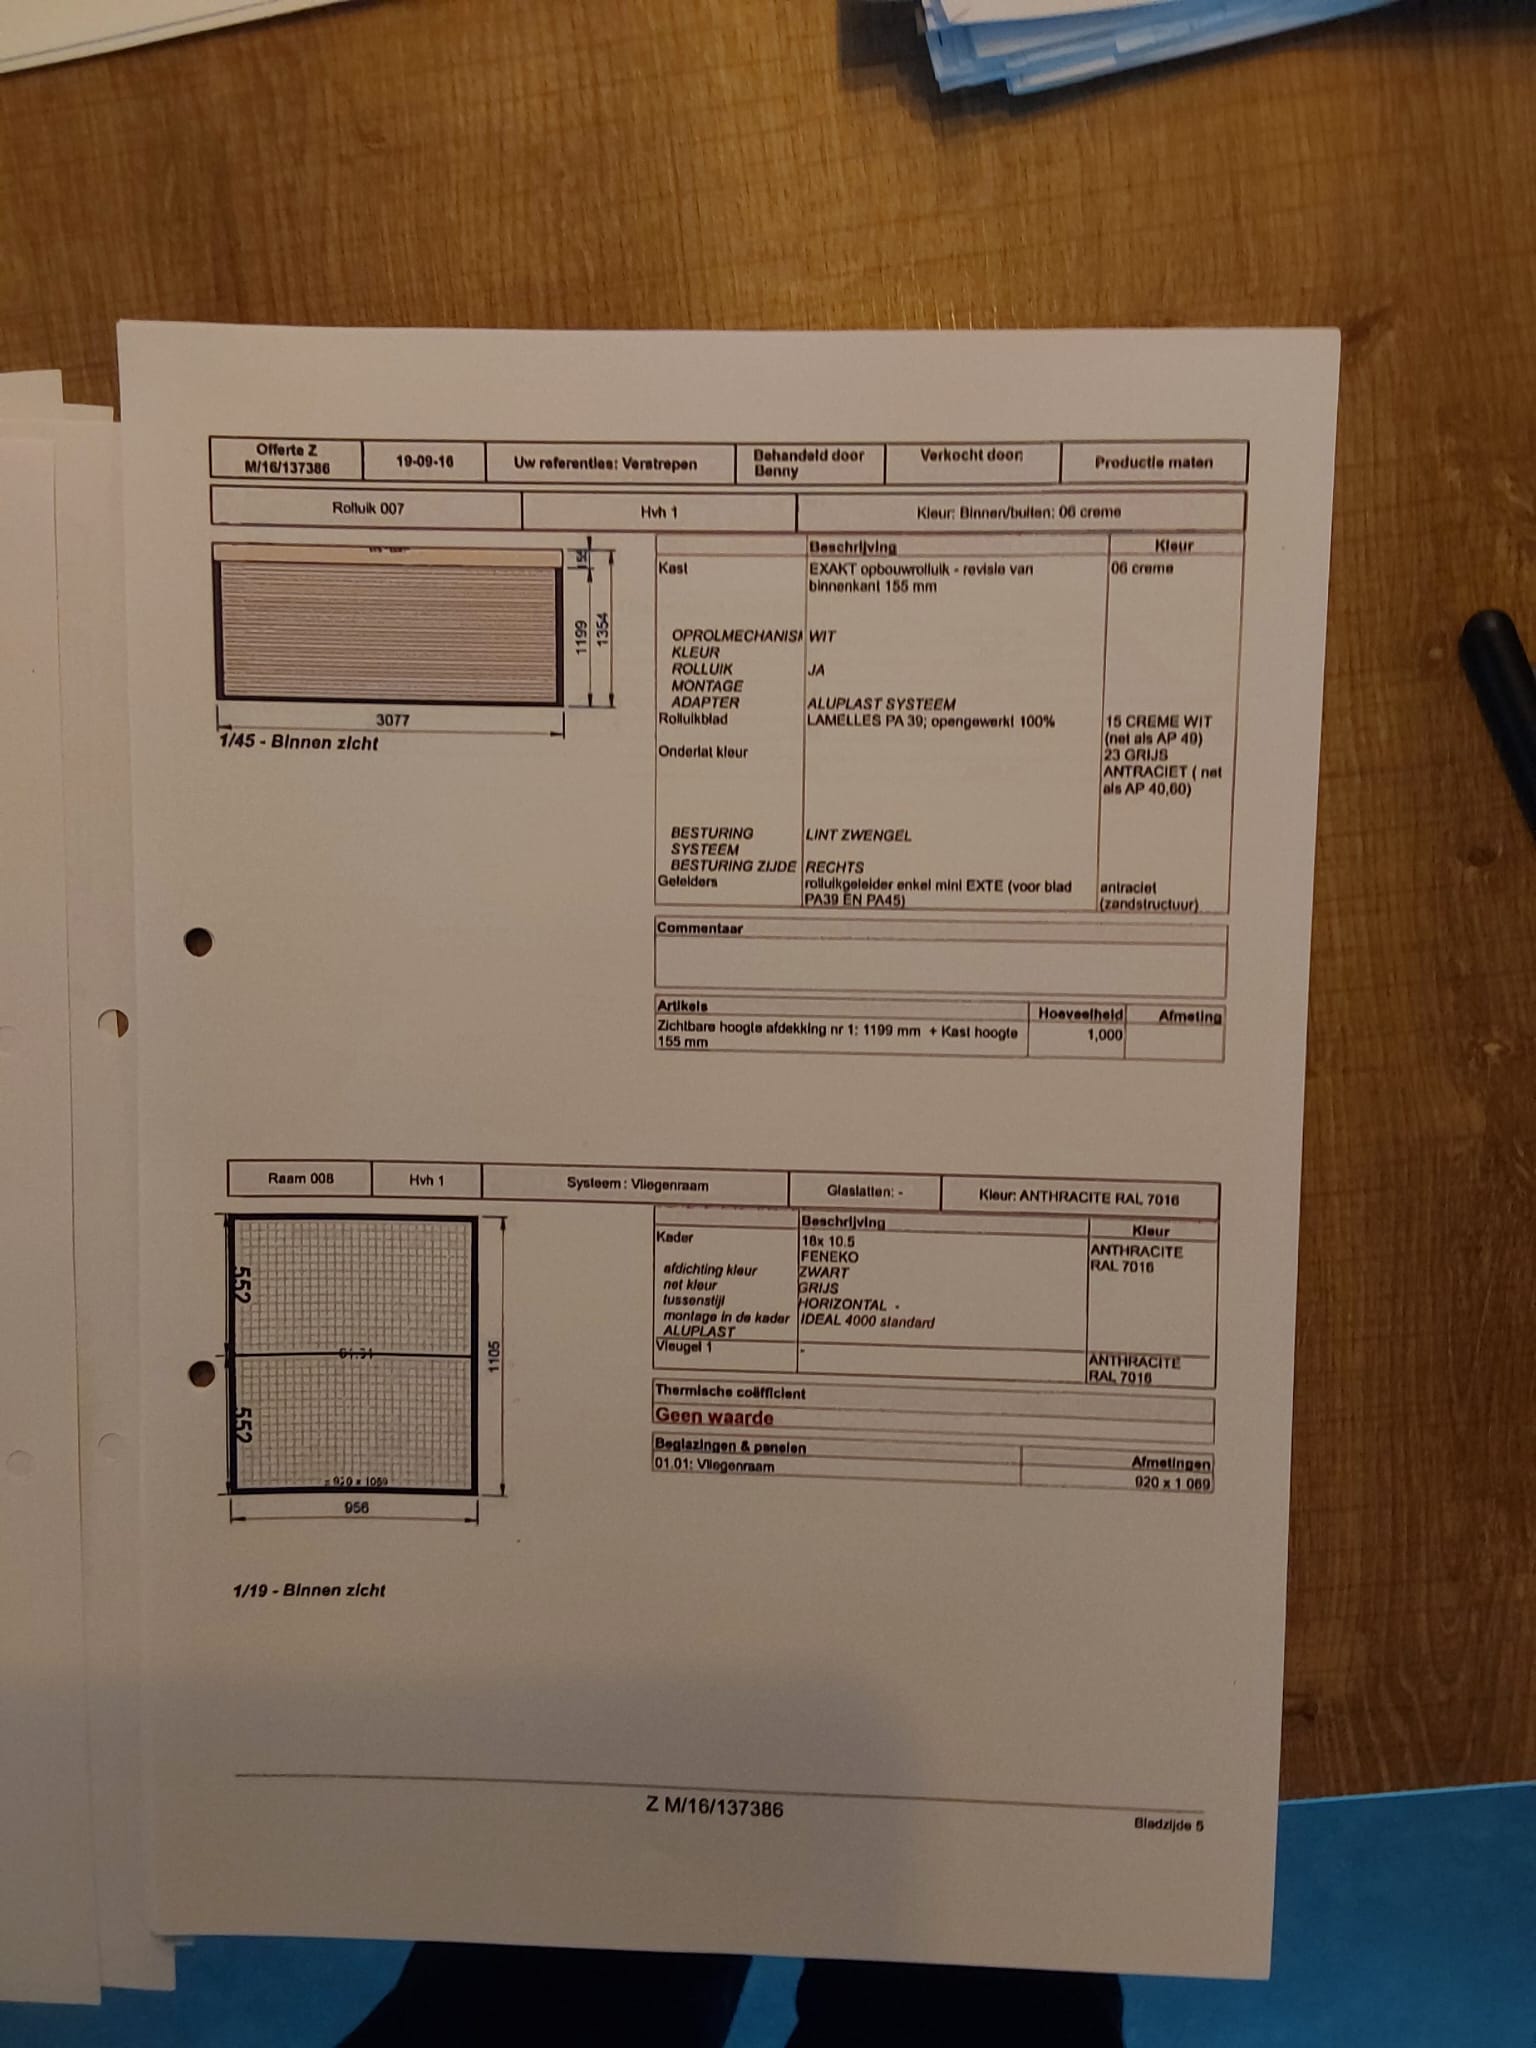 Offerte Z
M/16/137386
19-09-16
Uw referenties: Verstrepen
Behandeld door
Benny
Verkocht door:
Productie maten
Rolluik 007
Hvh 1
Kleur: Binnen/buiten: 06 creme
155
1199
1354
3077
1/45 - Binnen zicht
Beschrijving
Kleur
Kast
EXAKT opbouwrolluik - revisie van
binnenkant 155 mm
06 creme
OPROLMECHANISM
WIT
KLEUR
ROLLUIK
JA
MONTAGE
ADAPTER
ALUPLAST SYSTEEM
Rolluikblad
LAMELLES PA 39; opengewerkt 100%
15 CREME WIT
(net als AP 40)
Onderlat kleur
23 GRIJS
ANTRACIET ( net
als AP 40,60)
BESTURING
LINT ZWENGEL
SYSTEEM
BESTURING ZIJDE
RECHTS
Geleiders
rolluikgeleider enkel mini EXTE (voor blad
PA39 EN PA45)
antraciet
(zandstructuur)
Commentaar
Artikels
Hoeveelheid
Afmeting
Zichtbare hoogte afdekking nr 1: 1199 mm + Kast hoogte
155 mm
1,000
Raam 008
Hvh 1
Systeem : Vliegenraam
Glaslatten: -
Kleur: ANTHRACITE RAL 7016
552
552
1105
= 920 x 1069
956
1/19 - Binnen zicht
Beschrijving
Kleur
Kader
18x 10.5
FENEKO
ANTHRACITE
RAL 7016
afdichting kleur
ZWART
net kleur
GRIJS
tussenstijl
HORIZONTAL -
montage in de kader
IDEAL 4000 standard
ALUPLAST
Vleugel 1
-
ANTHRACITE
RAL 7016
Thermische coëfficient
Geen waarde
Beglazingen & panelen
Afmetingen
01.01: Vliegenraam
920 x 1 069
Z M/16/137386
Bladzijde 5